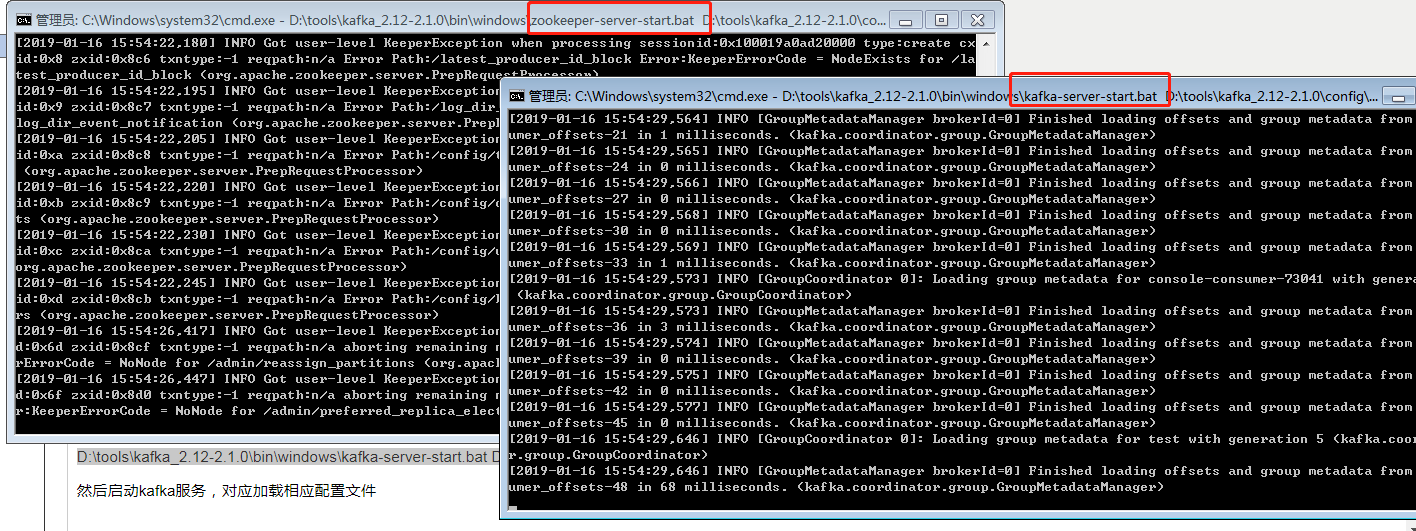 管理员: C:\Windows\system32\cmd.exe - D:\tools\kafka_2.12-2.1.0\bin\windows\zookeeper-server-start.bat D:\tools\kafka_2.12-2.1.0\co...
[2019-01-16 15:54:22,180] INFO Got user-level KeeperException when processing sessionid:0x100019a0ad20000 type:create cx
id:0x8 zxid:0x8c6 txntype:-1 reqpath:n/a Error Path:/latest_producer_id_block Error:KeeperErrorCode = NodeExists for /la
test_producer_id_block (org.apache.zookeeper.server.PrepRequestProcessor)
[2019-01-16 15:54:22,195] INFO Got user-level KeeperException
id:0x9 zxid:0x8c7 txntype:-1 reqpath:n/a Error Path:/log_dir_
log_dir_event_notification (org.apache.zookeeper.server.PrepR
[2019-01-16 15:54:22,205] INFO Got user-level KeeperException
id:0xa zxid:0x8c8 txntype:-1 reqpath:n/a Error Path:/config/t
(org.apache.zookeeper.server.PrepRequestProcessor)
[2019-01-16 15:54:22,220] INFO Got user-level KeeperException
id:0xb zxid:0x8c9 txntype:-1 reqpath:n/a Error Path:/config/
ts (org.apache.zookeeper.server.PrepRequestProcessor)
[2019-01-16 15:54:22,230] INFO Got user-level KeeperException
id:0xc zxid:0x8ca txntype:-1 reqpath:n/a Error Path:/config/
org.apache.zookeeper.server.PrepRequestProcessor)
[2019-01-16 15:54:22,245] INFO Got user-level KeeperException
id:0xd zxid:0x8cb txntype:-1 reqpath:n/a Error Path:/config/
rs (org.apache.zookeeper.server.PrepRequestProcessor)
[2019-01-16 15:54:26,417] INFO Got user-level KeeperException
d:0x6d zxid:0x8cf txntype:-1 reqpath:n/a aborting remaining
rErrorCode = NoNode for /admin/reassign_partitions (org.apac
[2019-01-16 15:54:26,447] INFO Got user-level KeeperException
d:0x6f zxid:0x8d0 txntype:-1 reqpath:n/a aborting remaining
r:KeeperErrorCode = NoNode for /admin/preferred_replica_elect
管理员: C:\Windows\system32\cmd.exe - D:\tools\kafka_2.12-2.1.0\bin\windows\kafka-server-start.bat D:\tools\kafka_2.12-2.1.0\config\...
[2019-01-16 15:54:29,564] INFO [GroupMetadataManager brokerId=0] Finished loading offsets and group metadata from
umer_offsets-21 in 1 milliseconds. (kafka.coordinator.group.GroupMetadataManager)
[2019-01-16 15:54:29,565] INFO [GroupMetadataManager brokerId=0] Finished loading offsets and group metadata from
umer_offsets-24 in 0 milliseconds. (kafka.coordinator.group.GroupMetadataManager)
[2019-01-16 15:54:29,566] INFO [GroupMetadataManager brokerId=0] Finished loading offsets and group metadata from
umer_offsets-27 in 0 milliseconds. (kafka.coordinator.group.GroupMetadataManager)
[2019-01-16 15:54:29,568] INFO [GroupMetadataManager brokerId=0] Finished loading offsets and group metadata from
umer_offsets-30 in 0 milliseconds. (kafka.coordinator.group.GroupMetadataManager)
[2019-01-16 15:54:29,569] INFO [GroupMetadataManager brokerId=0] Finished loading offsets and group metadata from
umer_offsets-33 in 1 milliseconds. (kafka.coordinator.group.GroupMetadataManager)
[2019-01-16 15:54:29,573] INFO [GroupCoordinator 0]: Loading group metadata for console-consumer-73041 with genera
(kafka.coordinator.group.GroupCoordinator)
[2019-01-16 15:54:29,573] INFO [GroupMetadataManager brokerId=0] Finished loading offsets and group metadata from
umer_offsets-36 in 3 milliseconds. (kafka.coordinator.group.GroupMetadataManager)
[2019-01-16 15:54:29,574] INFO [GroupMetadataManager brokerId=0] Finished loading offsets and group metadata from
umer_offsets-39 in 0 milliseconds. (kafka.coordinator.group.GroupMetadataManager)
[2019-01-16 15:54:29,575] INFO [GroupMetadataManager brokerId=0] Finished loading offsets and group metadata from
umer_offsets-42 in 0 milliseconds. (kafka.coordinator.group.GroupMetadataManager)
[2019-01-16 15:54:29,577] INFO [GroupMetadataManager brokerId=0] Finished loading offsets and group metadata from
umer_offsets-45 in 0 milliseconds. (kafka.coordinator.group.GroupMetadataManager)
[2019-01-16 15:54:29,646] INFO [GroupCoordinator 0]: Loading group metadata for test with generation 5 (kafka.coo
r.group.GroupCoordinator)
[2019-01-16 15:54:29,646] INFO [GroupMetadataManager brokerId=0] Finished loading offsets and group metadata from
umer_offsets-48 in 68 milliseconds. (kafka.coordinator.group.GroupMetadataManager)
D:\tools\kafka_2.12-2.1.0\bin\windows\kafka-server-start.bat D
然后启动kafka服务，对应加载相应配置文件